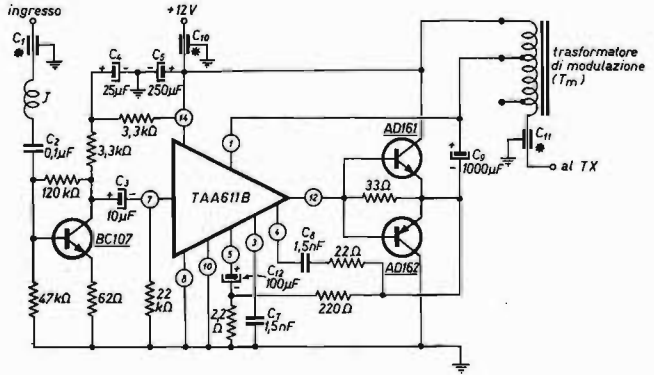 ingresso
+12V
C1
*
C10
*
C4
25µF
C5
250µF
trasformatore
di modulazione
(Tm)
J
3,3kΩ
14
1
AD161
C11
*
C2
0,1µF
3,3kΩ
C9
1000µF
al TX
120 kΩ
C3
10µF
7
TAA611B
12
33Ω
BC107
4
C8
1,5nF
22Ω
AD162
8
10
5
3
C12
100µF
47kΩ
62Ω
22
kΩ
2,2
Ω
C7
1,5nF
220Ω